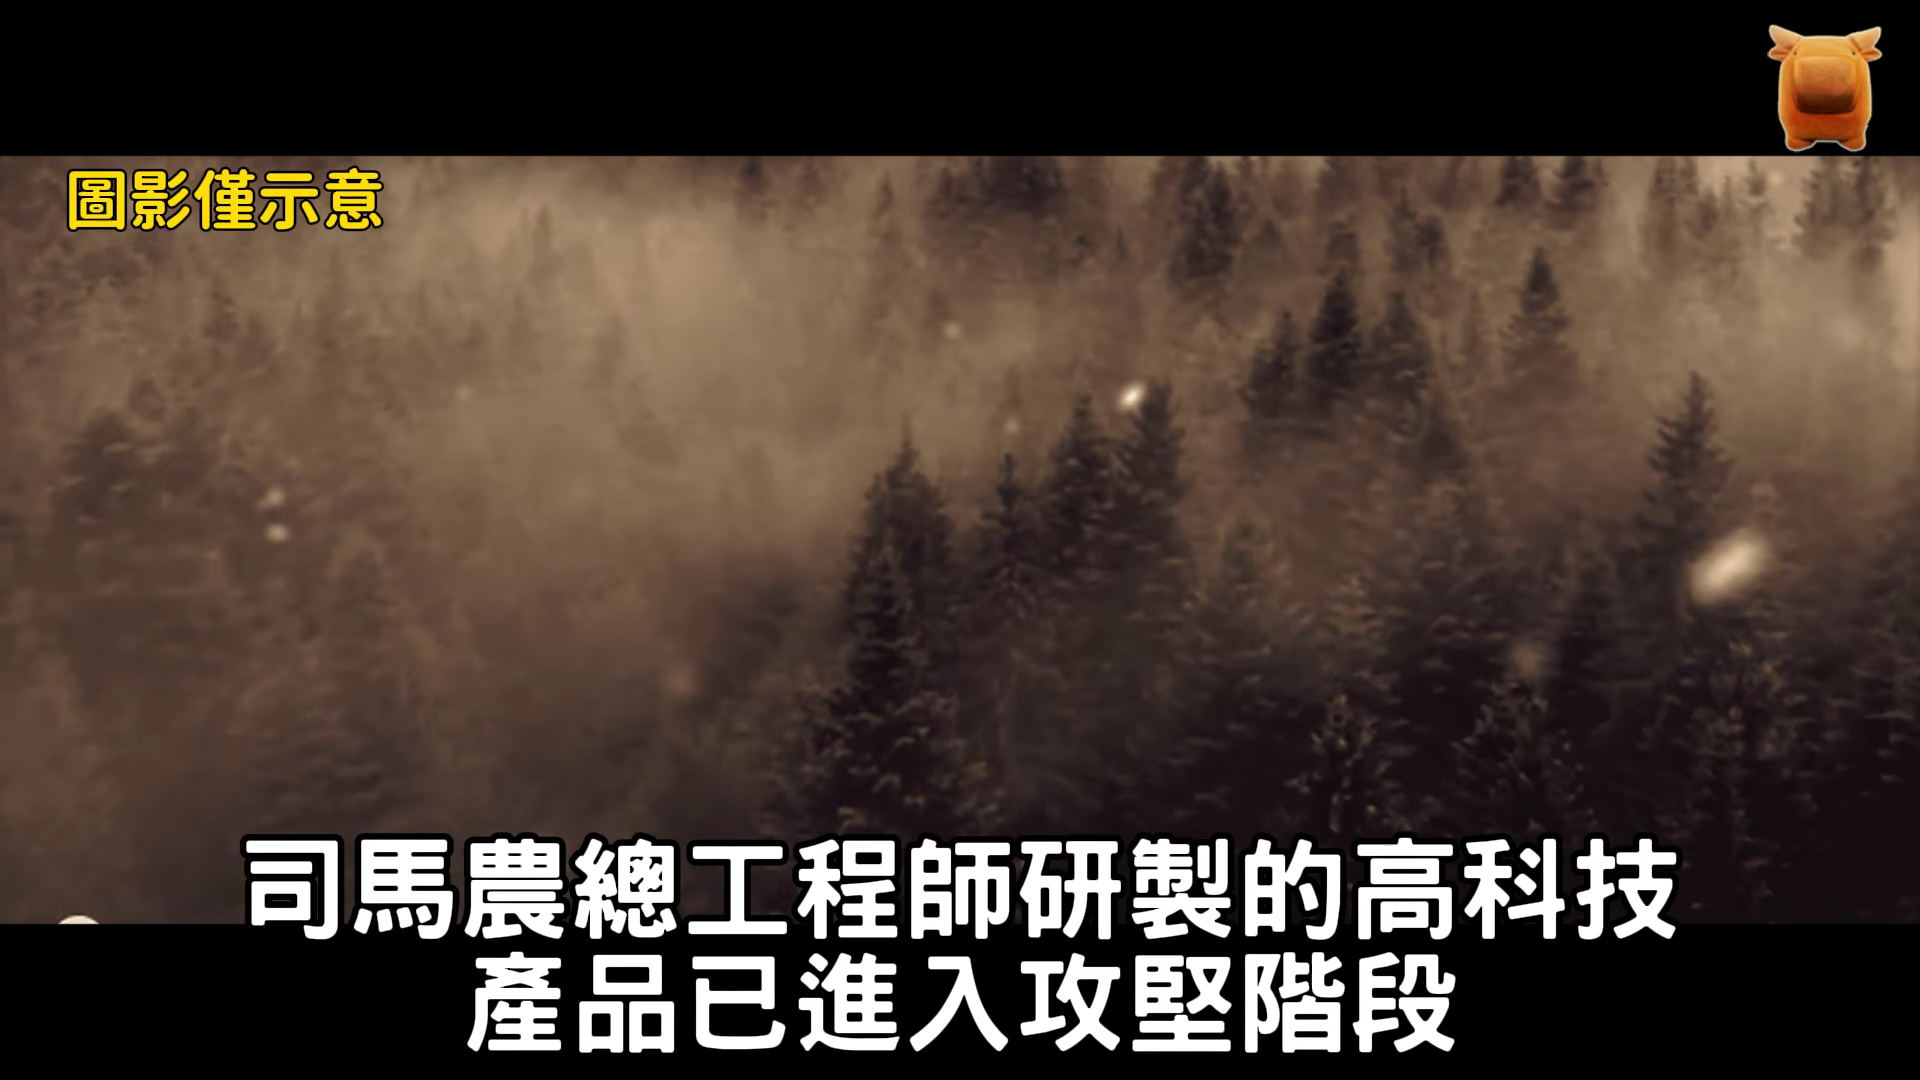 圖影僅示意
司馬農總工程師研製的高科技
產品已進入攻堅階段